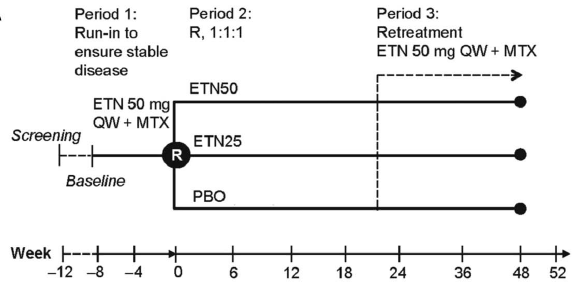 Period 1:
Run-in to
ensure stable
disease
Period 2:
R, 1:1:1
Period 3:
Retreatment
ETN 50 mg QW + MTX
ETN 50 mg
QW + MTX
ETN50
Screening
R
ETN25
Baseline
PBO
Week
–12 –8 –4 0 6 12 18 24 36 48 52